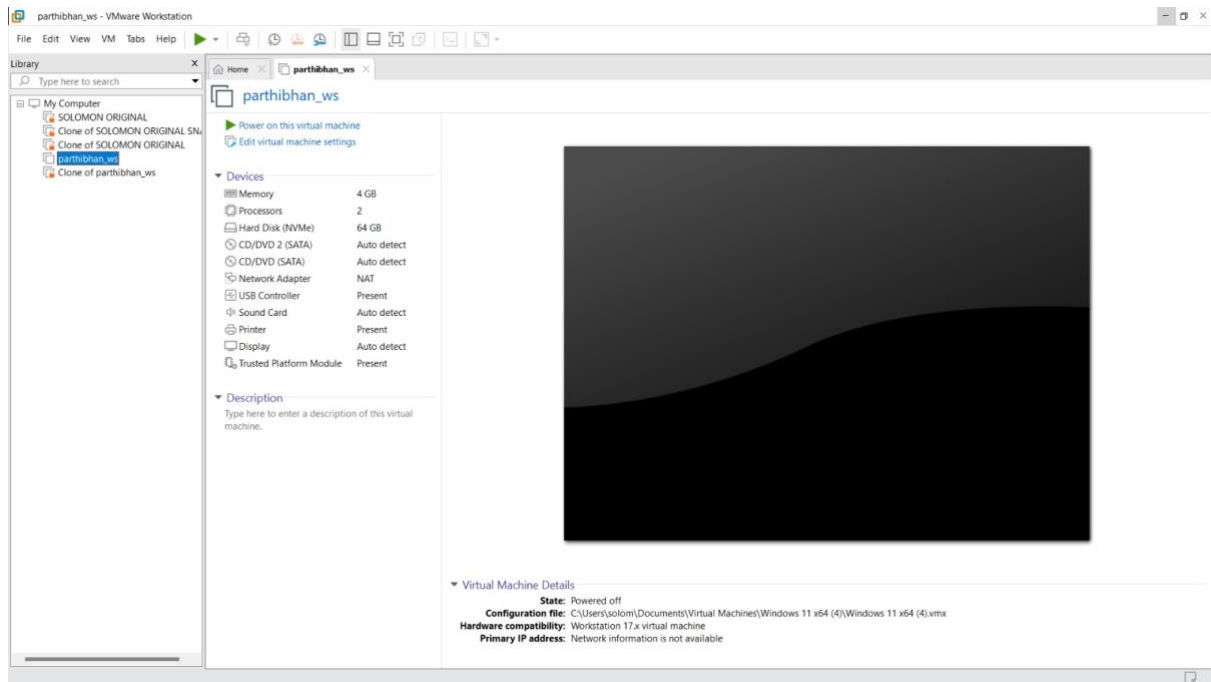 parthibhan_ws - VMware Workstation
File Edit View VM Tabs Help
Library
Type here to search
My Computer
SOLOMON ORIGINAL
Clone of SOLOMON ORIGINAL SN
Clone of SOLOMON ORIGINAL
parthibhan_ws
Clone of parthibhan_ws
Home
parthibhan_ws
parthibhan_ws
Power on this virtual machine
Edit virtual machine settings
Devices
Memory 4 GB
Processors 2
Hard Disk (NVMe) 64 GB
CD/DVD 2 (SATA) Auto detect
CD/DVD (SATA) Auto detect
Network Adapter NAT
USB Controller Present
Sound Card Auto detect
Printer Present
Display Auto detect
Trusted Platform Module Present
Description
Type here to enter a description of this virtual
machine.
Virtual Machine Details
State: Powered off
Configuration file: C:\Users\solom\Documents\Virtual Machines\Windows 11 x64 (4)\Windows 11 x64 (4).vmx
Hardware compatibility: Workstation 17.x virtual machine
Primary IP address: Network information is not available